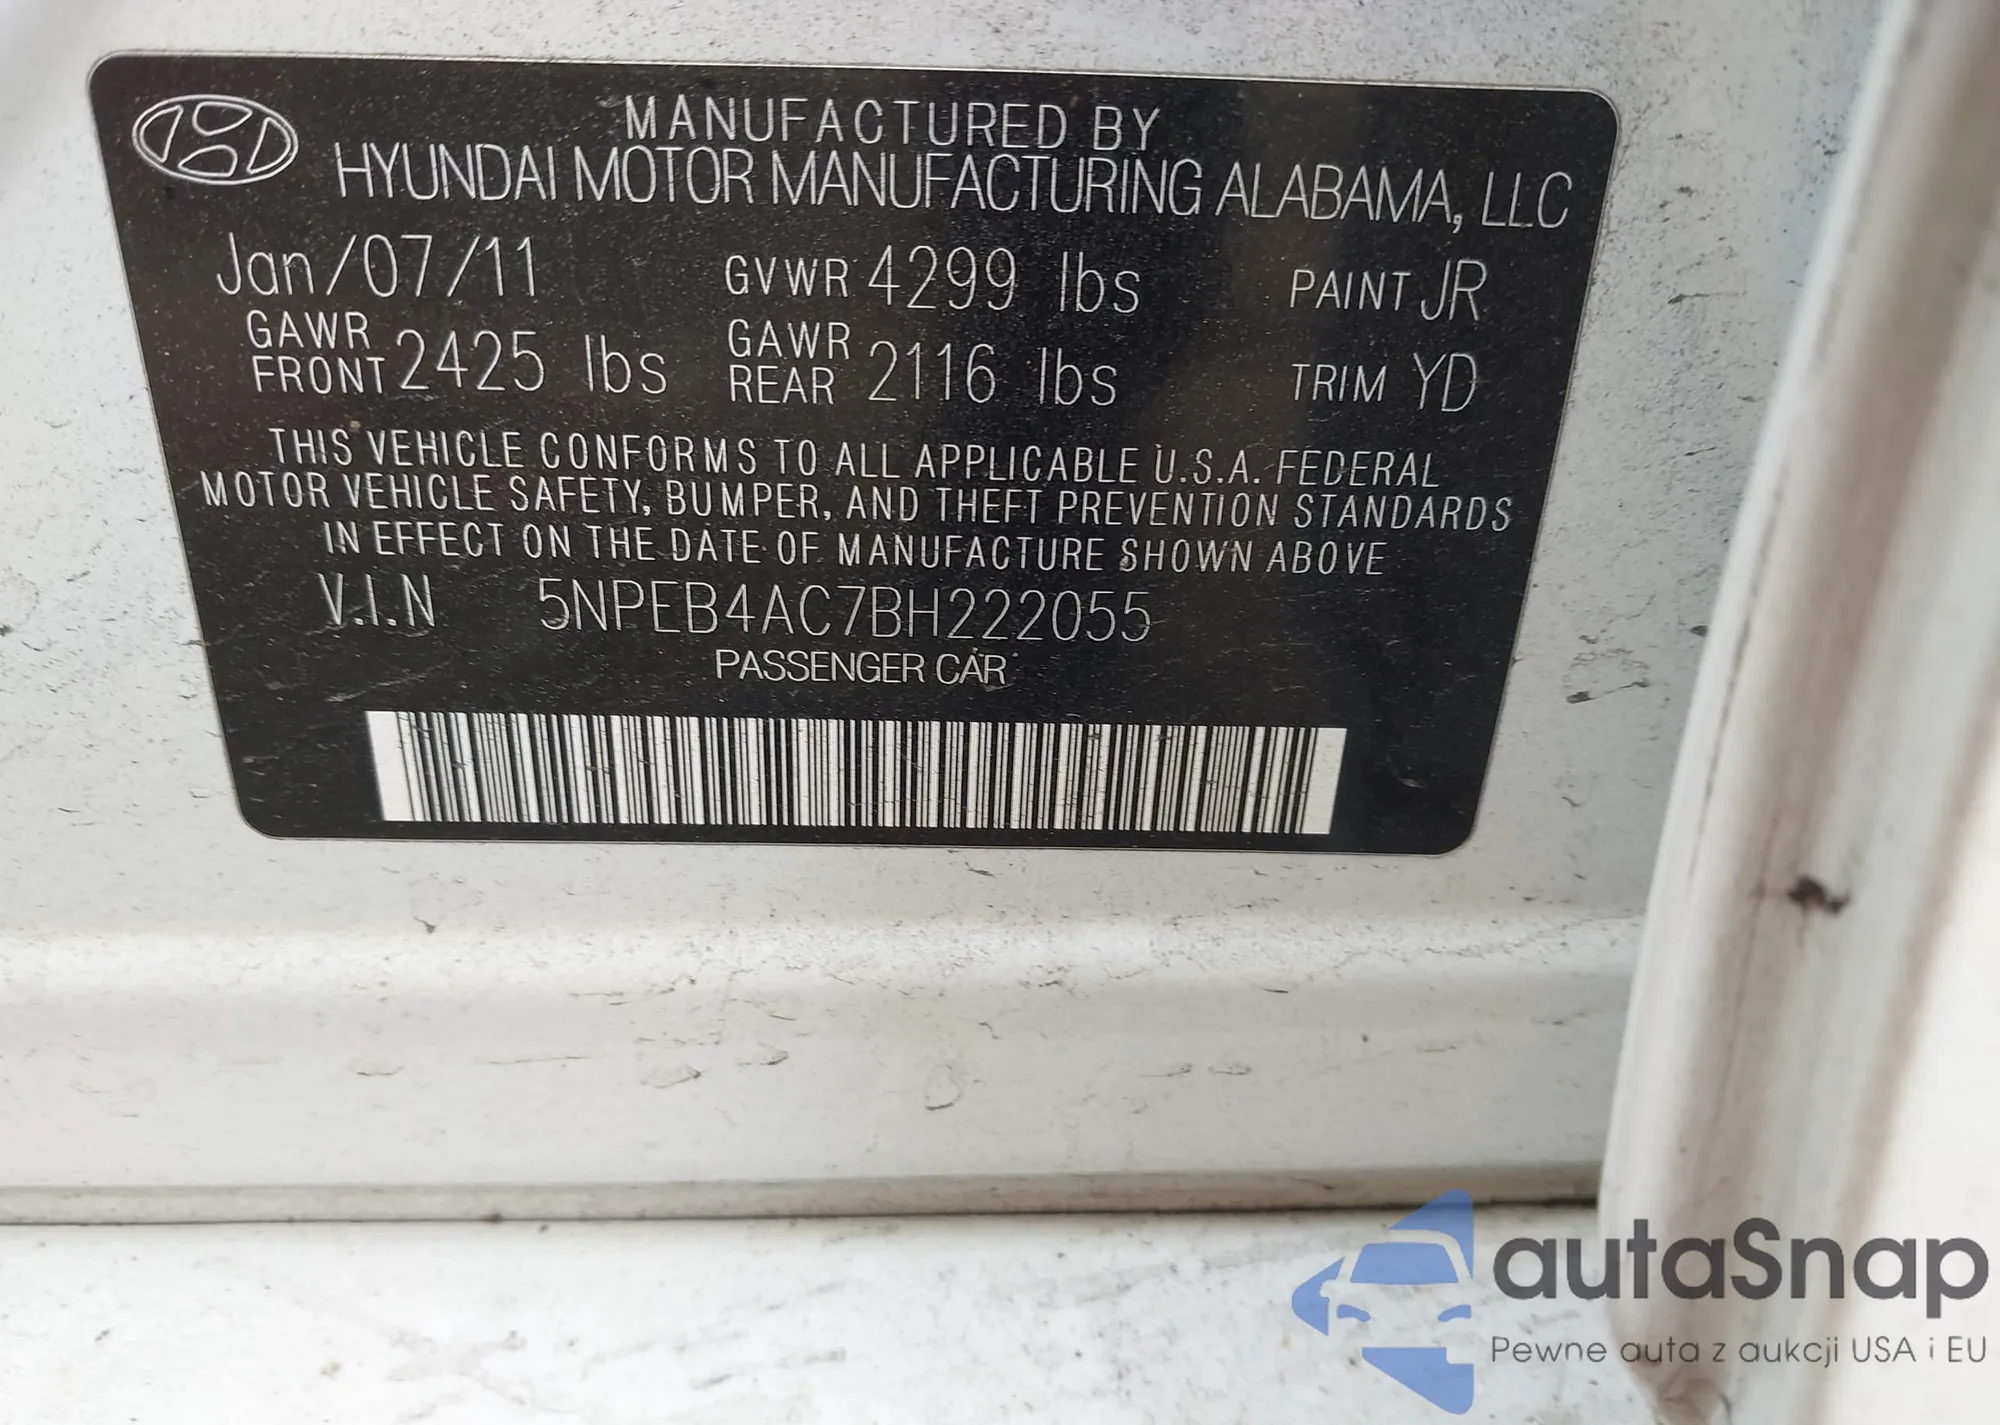 MANUFACTURED BY
HYUNDAI MOTOR MANUFACTURING ALABAMA, LLC
Jan/07/11 GVWR 4299 lbs PAINT JR
GAWR FRONT 2425 lbs GAWR REAR 2116 lbs TRIM YD
THIS VEHICLE CONFORMS TO ALL APPLICABLE U.S.A. FEDERAL
MOTOR VEHICLE SAFETY, BUMPER, AND THEFT PREVENTION STANDARDS
IN EFFECT ON THE DATE OF MANUFACTURE SHOWN ABOVE
V.I.N 5NPEB4AC7BH222055
PASSENGER CAR
autaSnap
Pewne auta z aukcji USA i EU